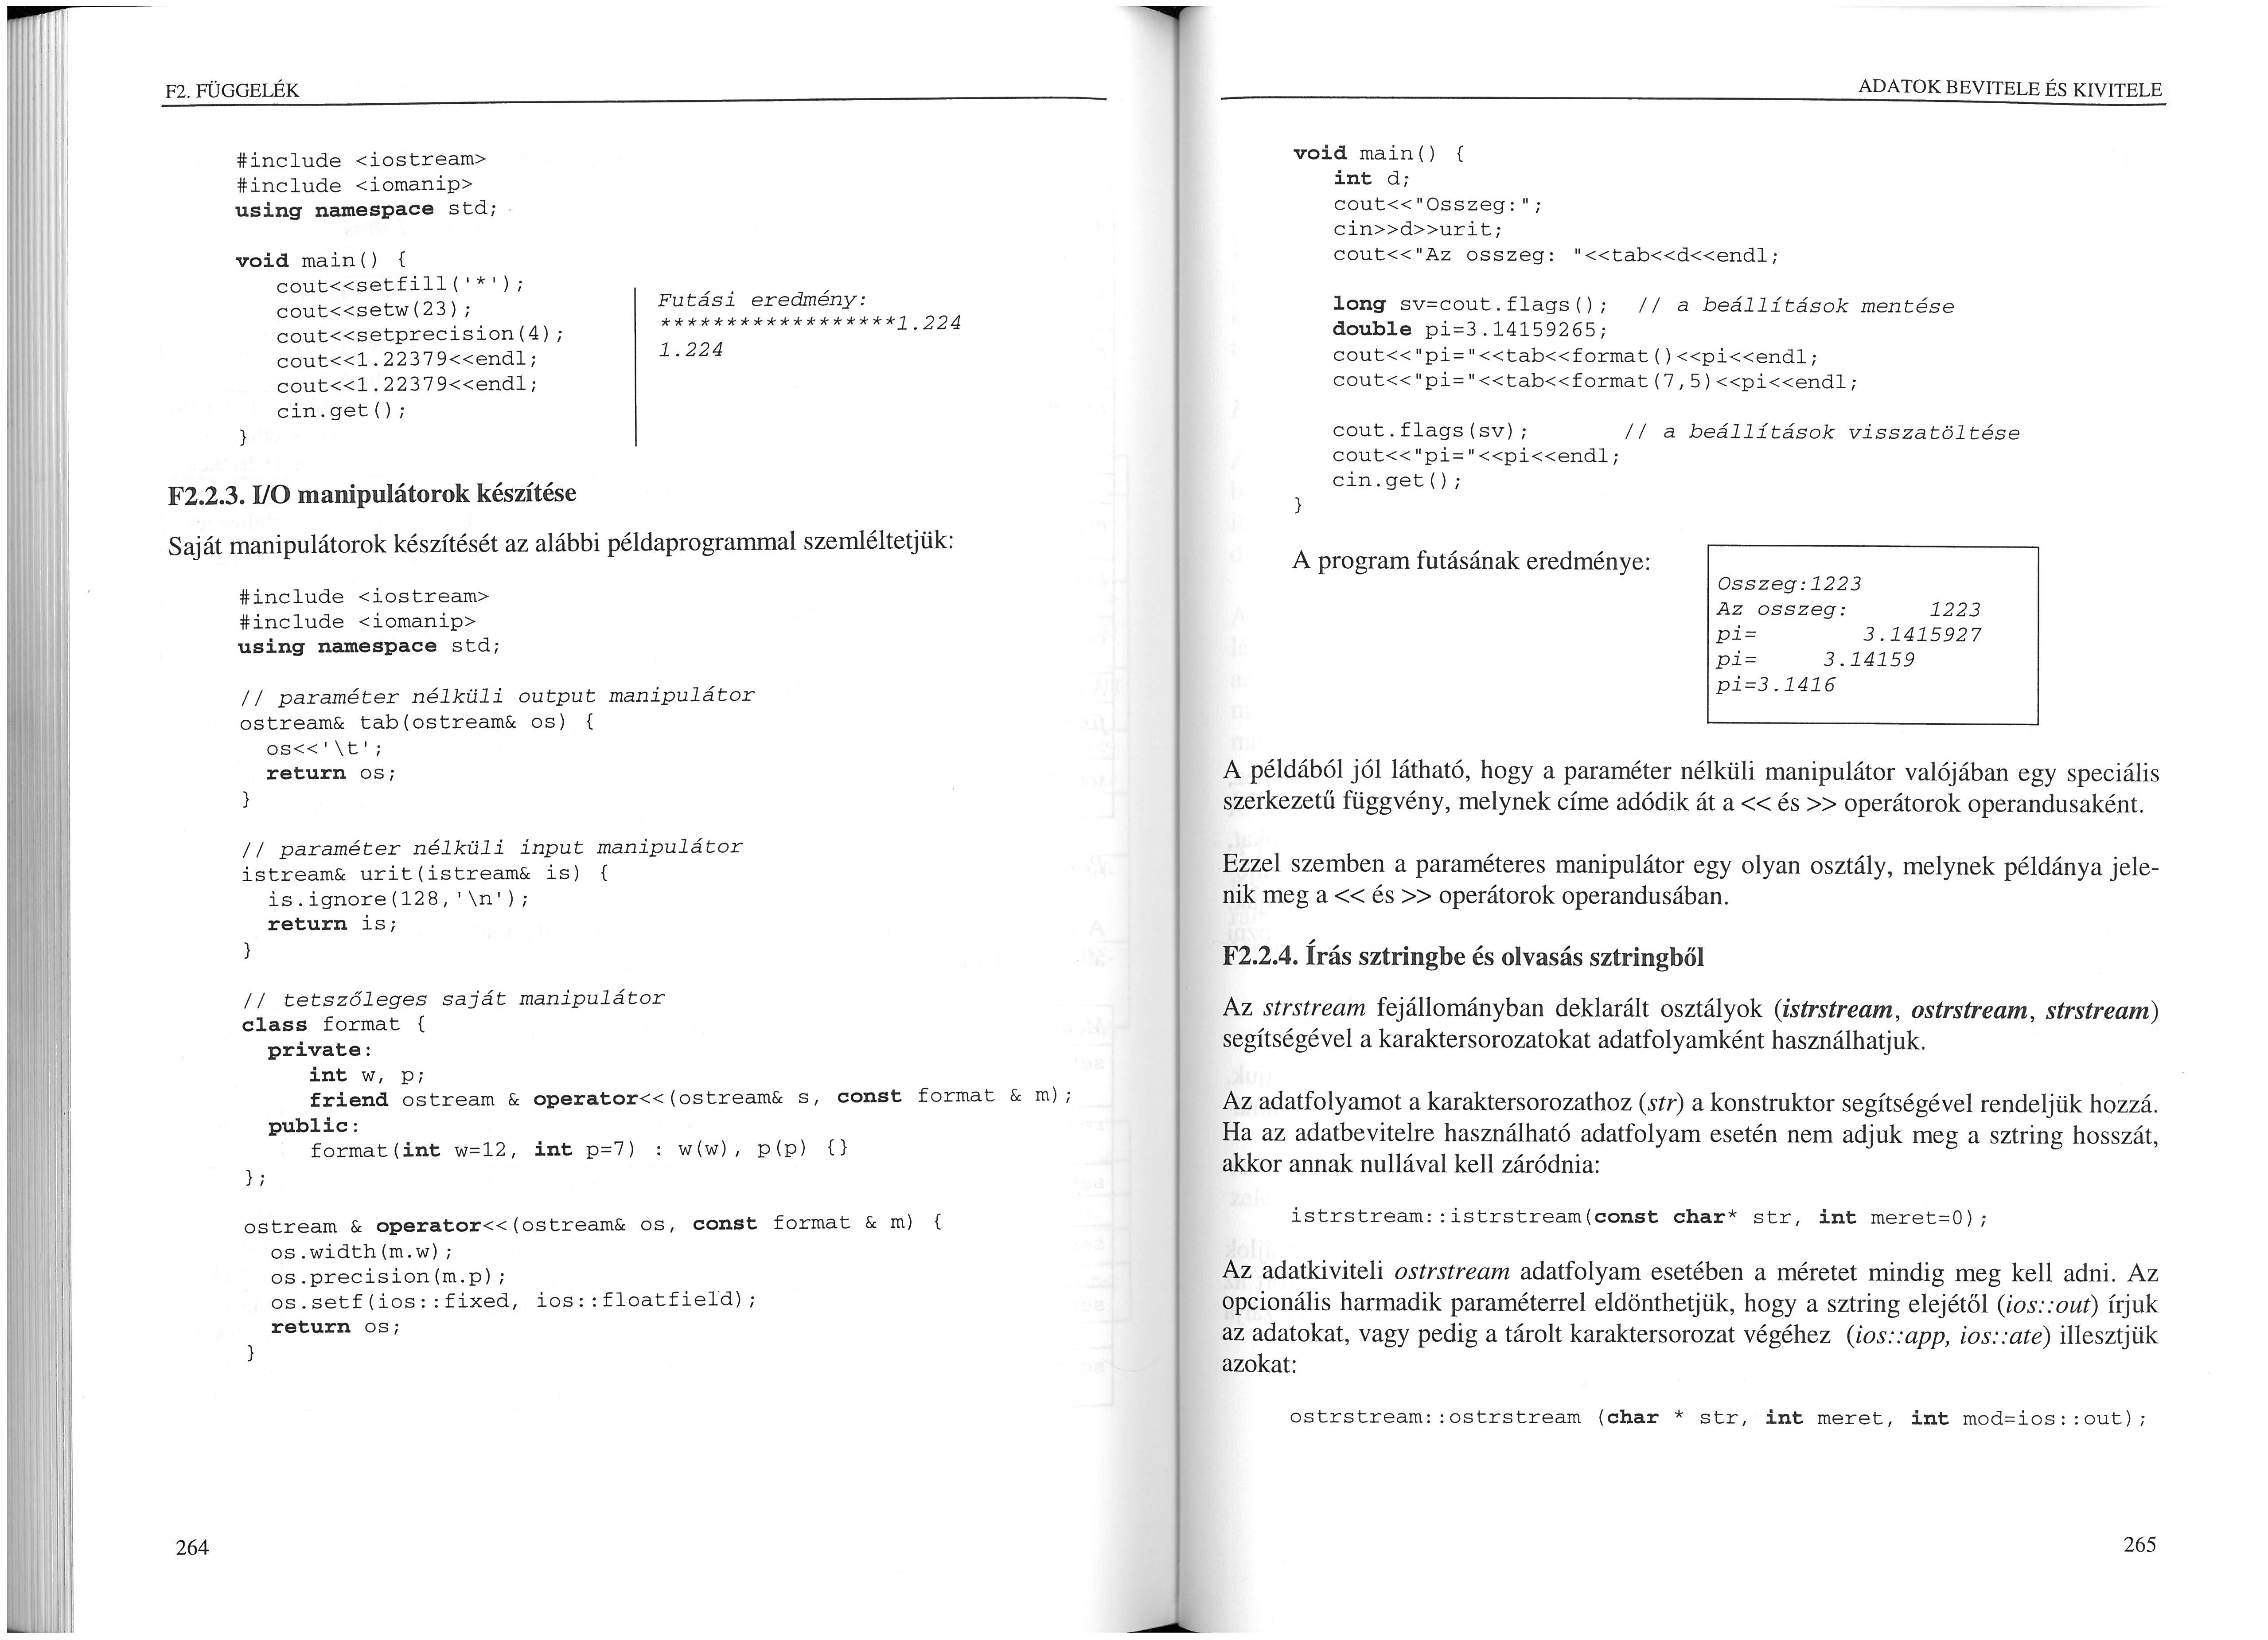 F2. FÜGGELÉK
#include <iostream>
#include <iomanip>
using namespace std;
void main() {
cout<<setfill('*');
cout<<setw(23);
cout<<setprecision(4);
cout<<1.22379<<endl;
cout<<1.22379<<endl;
cin.get();
}
Futási eredmény:
******************1.224
1.224
F2.2.3. I/O manipulátorok készítése
Saját manipulátorok készítését az alábbi példaprogrammal szemléltetjük:
#include <iostream>
#include <iomanip>
using namespace std;
// paraméter nélküli output manipulátor
ostream& tab(ostream& os) {
os<<'\t';
return os;
}
// paraméter nélküli input manipulátor
istream& urit(istream& is) {
is.ignore(128,'\n');
return is;
}
// tetszőleges saját manipulátor
class format {
private:
int w, p;
friend ostream & operator<<(ostream& s, const format & m);
public:
format(int w=12, int p=7) : w(w), p(p) {}
};
ostream & operator<<(ostream& os, const format & m) {
os.width(m.w);
os.precision(m.p);
os.setf(ios::fixed, ios::floatfield);
return os;
}
264
ADATOK BEVITELE ÉS KIVITELE
void main() {
int d;
cout<<"Osszeg:";
cin>>d>>urit;
cout<<"Az osszeg: "<<tab<<d<<endl;
long sv=cout.flags(); // a beállítások mentése
double pi=3.14159265;
cout<<"pi="<<tab<<format()<<pi<<endl;
cout<<"pi="<<tab<<format(7,5)<<pi<<endl;
cout.flags(sv); // a beállítások visszatöltése
cout<<"pi="<<pi<<endl;
cin.get();
}
A program futásának eredménye:
Osszeg:1223
Az osszeg: 1223
pi= 3.1415927
pi= 3.14159
pi=3.1416
A példából jól látható, hogy a paraméter nélküli manipulátor valójában egy speciális
szerkezetű függvény, melynek címe adódik át a << és >> operátorok operandusaként.
Ezzel szemben a paraméteres manipulátor egy olyan osztály, melynek példánya jele-
nik meg a << és >> operátorok operandusában.
F2.2.4. Írás sztringbe és olvasás sztringből
Az strstream fejállományban deklarált osztályok (istrstream, ostrstream, strstream)
segítségével a karaktersorozatokat adatfolyamként használhatjuk.
Az adatfolyamot a karaktersorozathoz (str) a konstruktor segítségével rendeljük hozzá.
Ha az adatbevitelre használható adatfolyam esetén nem adjuk meg a sztring hosszát,
akkor annak nullával kell záródnia:
istrstream::istrstream(const char* str, int meret=0);
Az adatkiviteli ostrstream adatfolyam esetében a méretet mindig meg kell adni. Az
opcionális harmadik paraméterrel eldönthetjük, hogy a sztring elejétől (ios::out) írjuk
az adatokat, vagy pedig a tárolt karaktersorozat végéhez (ios::app, ios::ate) illesztjük
azokat:
ostrstream::ostrstream (char * str, int meret, int mod=ios::out);
265